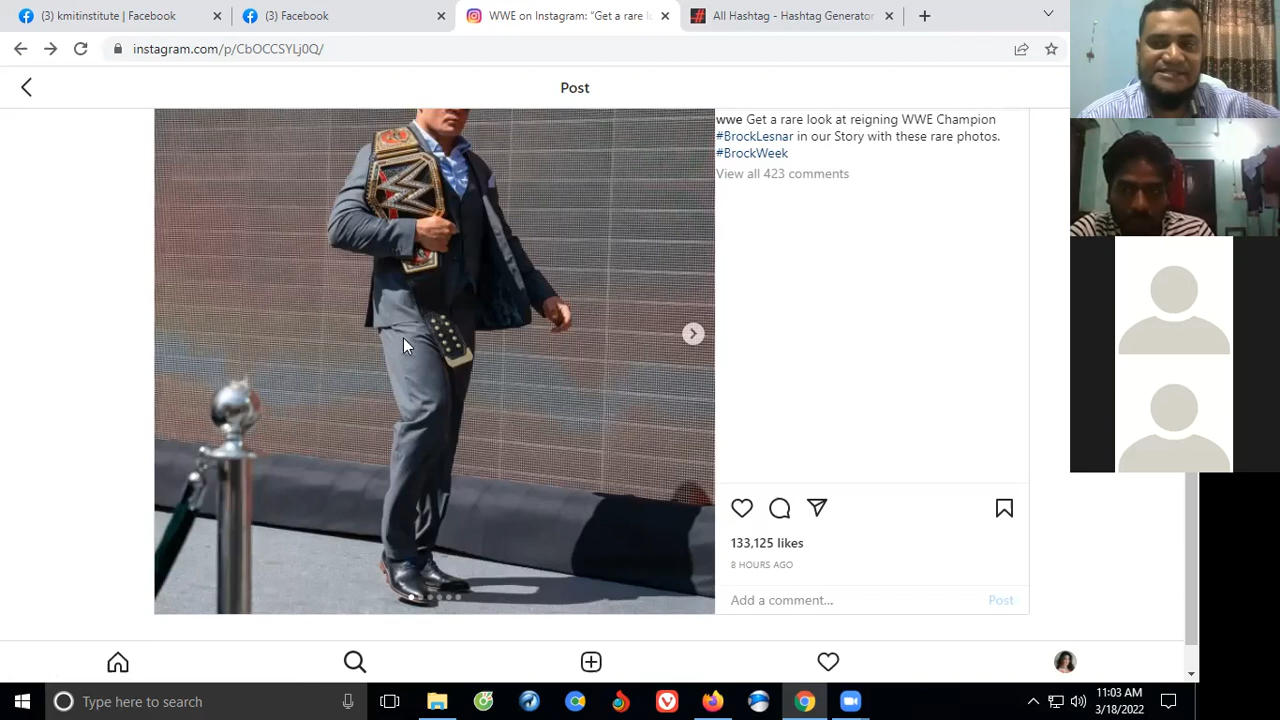 (3) kmitinstitute | Facebook
(3) Facebook
WWE on Instagram: "Get a rare l
All Hashtag - Hashtag Generator
instagram.com/p/CbOCCSYLj0Q/
Post
wwe Get a rare look at reigning WWE Champion
#BrockLesnar in our Story with these rare photos.
#BrockWeek
View all 423 comments
133,125 likes
8 HOURS AGO
Add a comment...
Post
Type here to search
11:03 AM
3/18/2022